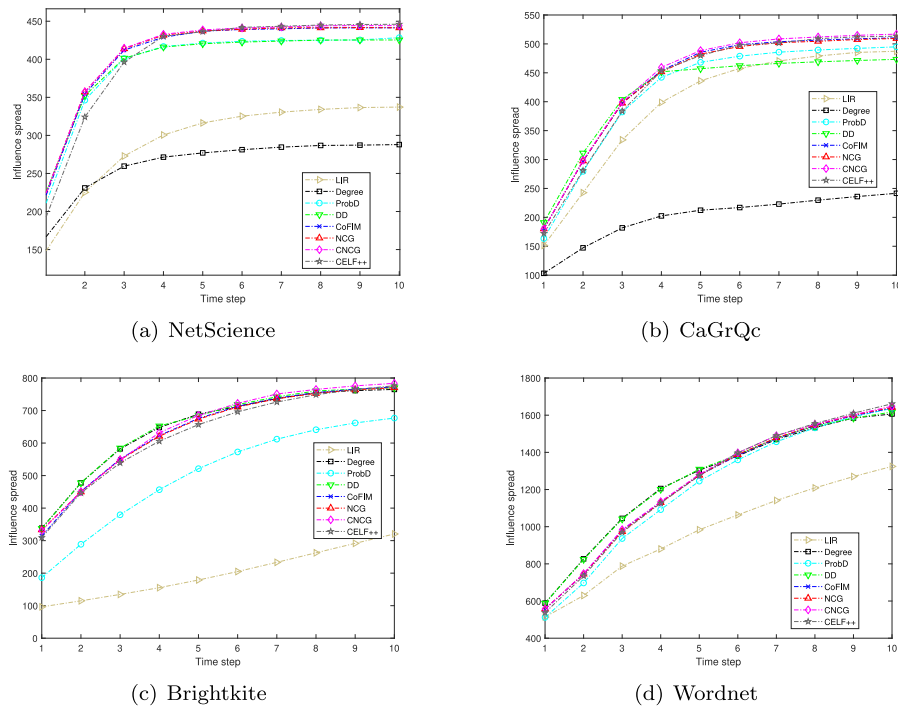 450
400
350
300
250
200
150
Influence spread
2 3 4 5 6 7 8 9 10
Time step
LIR
Degree
ProbD
DD
CoFIM
NCG
CNCG
CELF++
(a) NetScience
550
500
450
400
350
300
250
200
150
100
Influence spread
1 2 3 4 5 6 7 8 9 10
Time step
LIR
Degree
ProbD
DD
CoFIM
NCG
CNCG
CELF++
(b) CaGrQc
800
700
600
500
400
300
200
100
0
Influence spread
1 2 3 4 5 6 7 8 9 10
Time step
LIR
Degree
ProbD
DD
CoFIM
NCG
CNCG
CELF++
(c) Brightkite
1800
1600
1400
1200
1000
800
600
400
Influence spread
1 2 3 4 5 6 7 8 9 10
Time step
LIR
Degree
ProbD
DD
CoFIM
NCG
CNCG
CELF++
(d) Wordnet